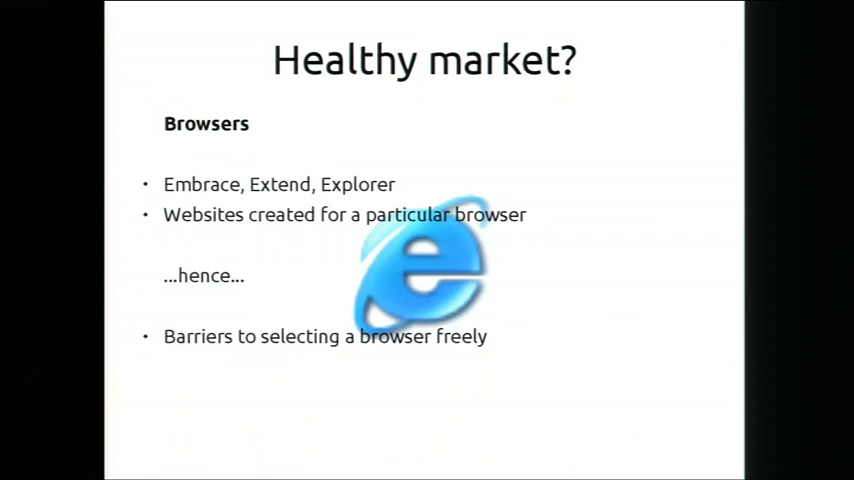 Healthy market?
Browsers
• Embrace, Extend, Explorer
• Websites created for a particular browser
...hence...
• Barriers to selecting a browser freely